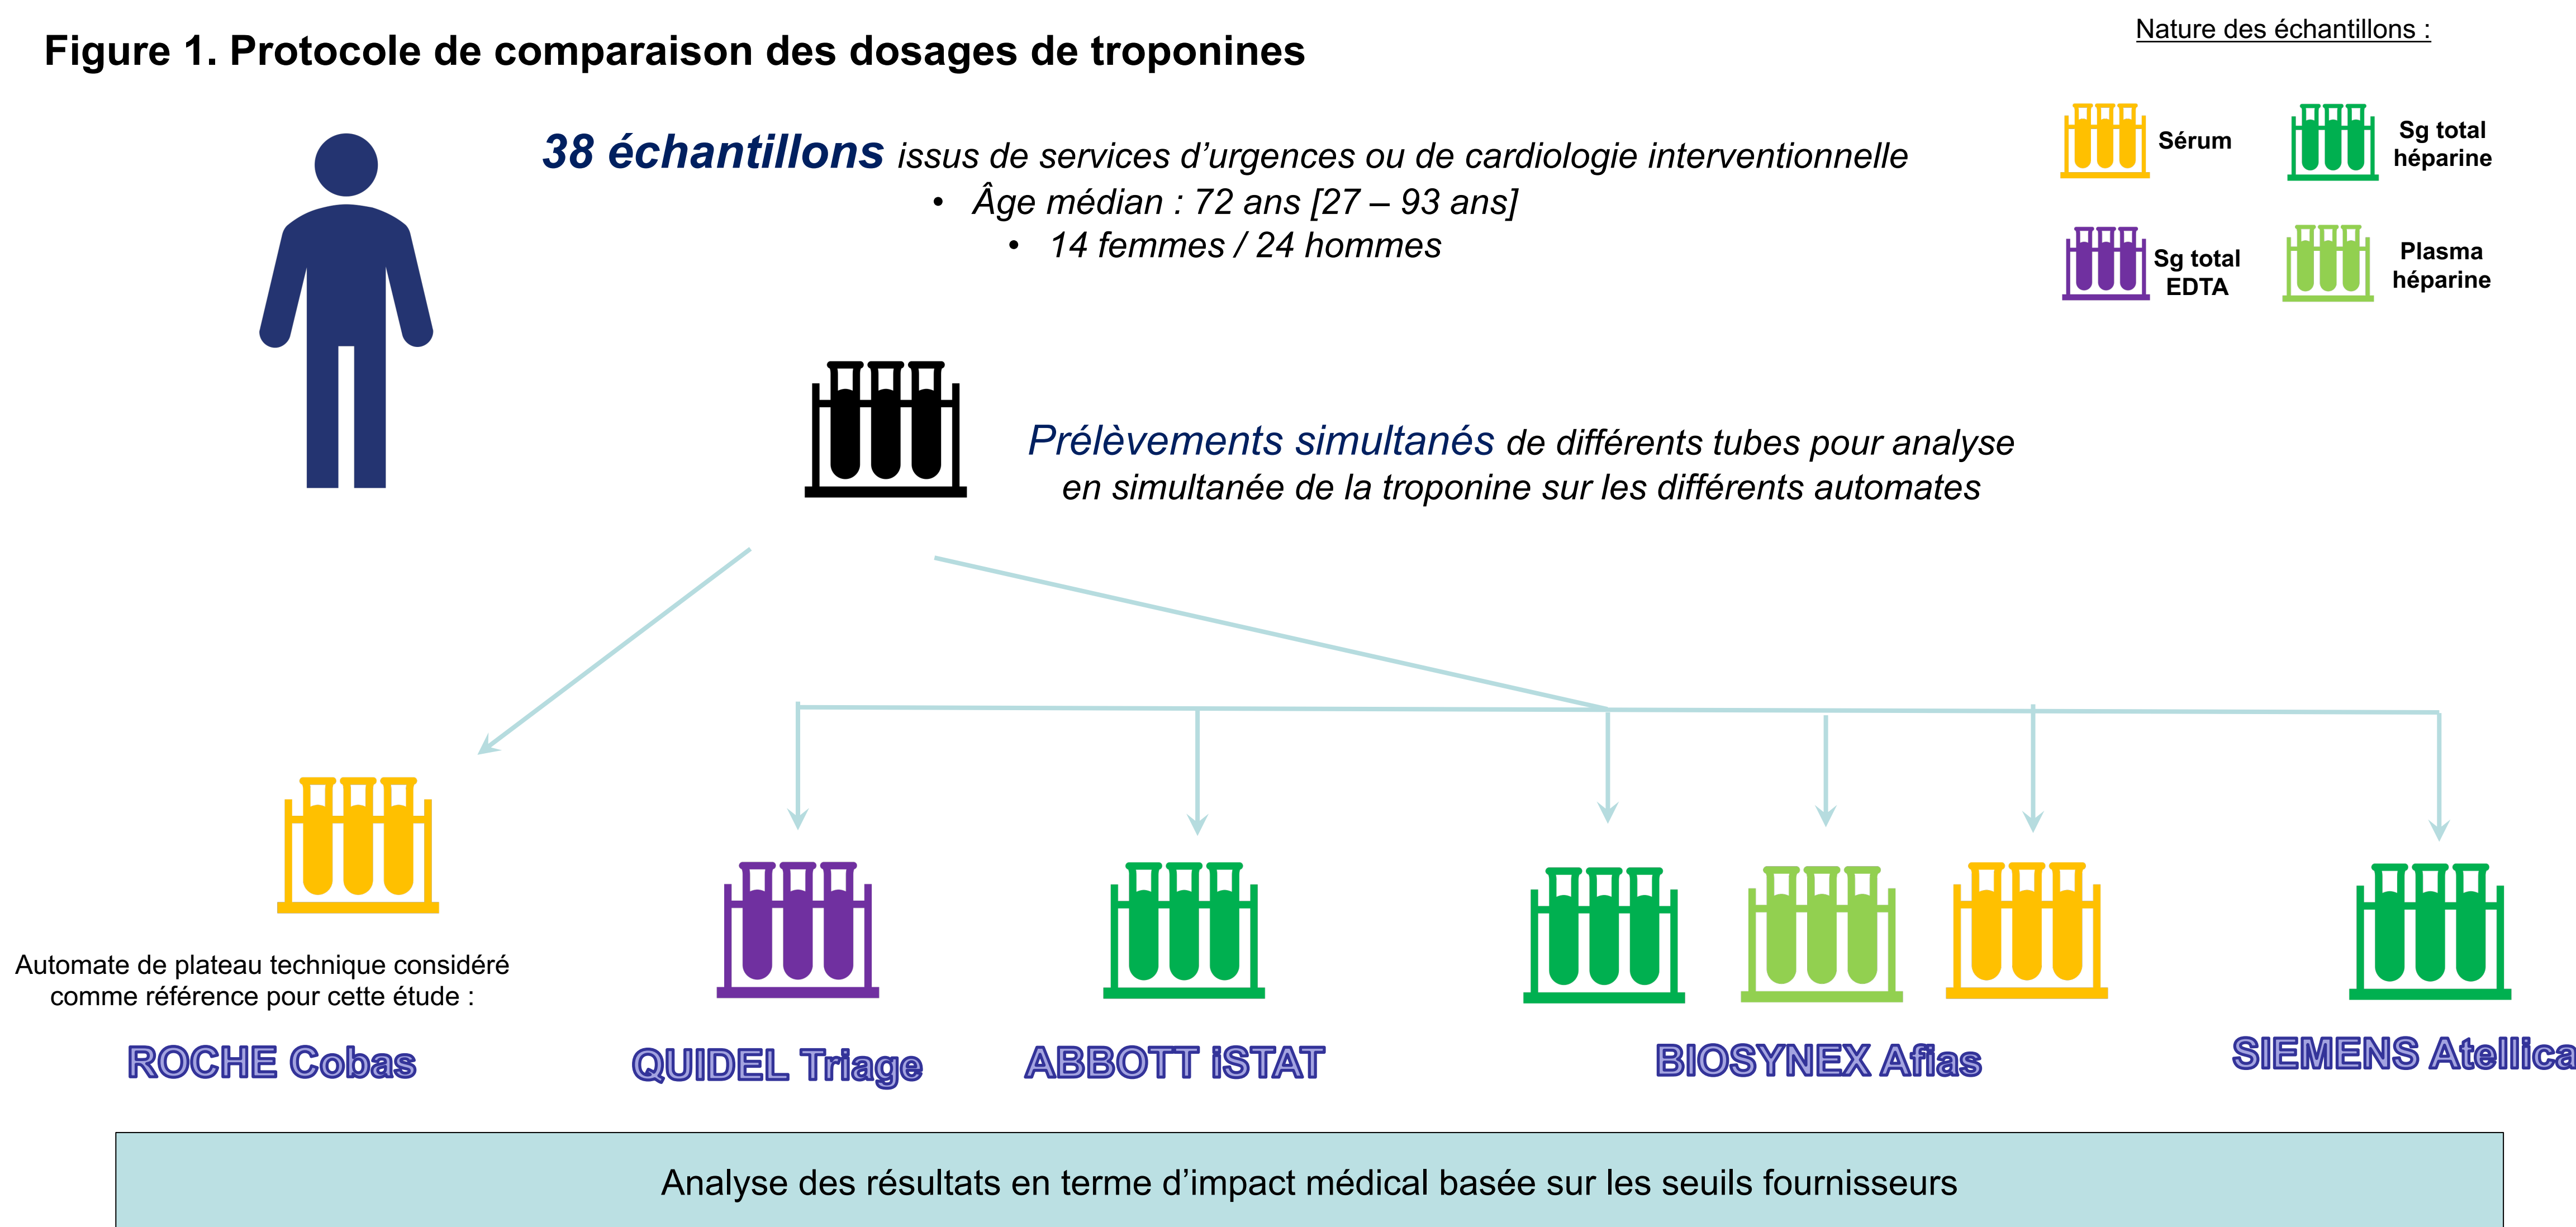 Figure 1. Protocole de comparaison des dosages de troponines
Nature des échantillons :
Sérum
Sg total
héparine
Sg total
EDTA
Plasma
héparine
38 échantillons issus de services d’urgences ou de cardiologie interventionnelle
• Âge médian : 72 ans [27 – 93 ans]
• 14 femmes / 24 hommes
Prélèvements simultanés de différents tubes pour analyse
en simultanée de la troponine sur les différents automates
Automate de plateau technique considéré
comme référence pour cette étude :
ROCHE Cobas
QUIDEL Triage
ABBOTT iSTAT
BIOSYNEX Afias
SIEMENS Atellica
Analyse des résultats en terme d’impact médical basée sur les seuils fournisseurs